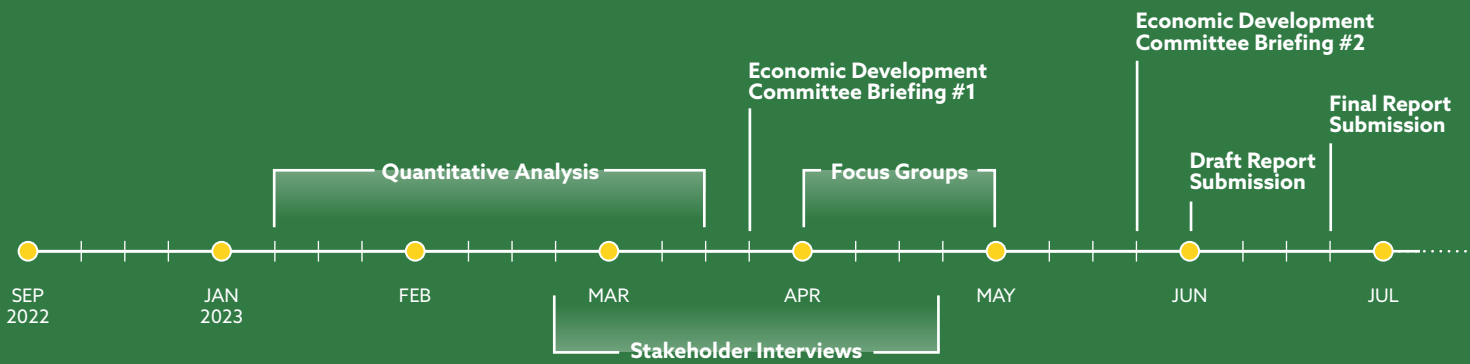 Economic Development
Committee Briefing #2
Economic Development
Committee Briefing #1
Final Report
Submission
Quantitative Analysis
Focus Groups
Draft Report
Submission
SEP
2022
JAN
2023
FEB
MAR
APR
MAY
JUN
JUL
Stakeholder Interviews